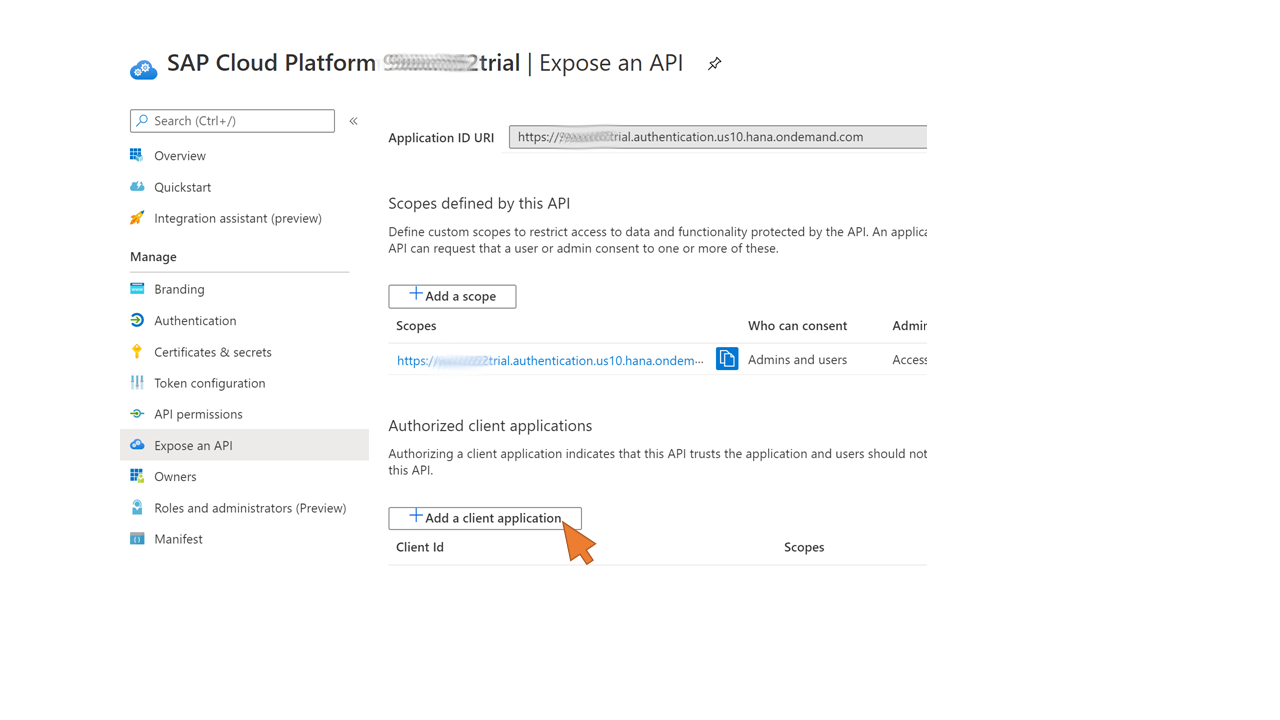 SAP Cloud Platform 2trial | Expose an API
Search (Ctrl+/)
«
Overview
Quickstart
Integration assistant (preview)
Manage
Branding
Authentication
Certificates & secrets
Token configuration
API permissions
Expose an API
Owners
Roles and administrators (Preview)
Manifest
Application ID URI
https:// trial.authentication.us10.hana.ondemand.com
Scopes defined by this API
Define custom scopes to restrict access to data and functionality protected by the API. An applica
API can request that a user or admin consent to one or more of these.
+ Add a scope
Scopes Who can consent Admin
https:// 2trial.authentication.us10.hana.ondem··· Admins and users Access
Authorized client applications
Authorizing a client application indicates that this API trusts the application and users should not
this API.
+ Add a client application
Client Id Scopes